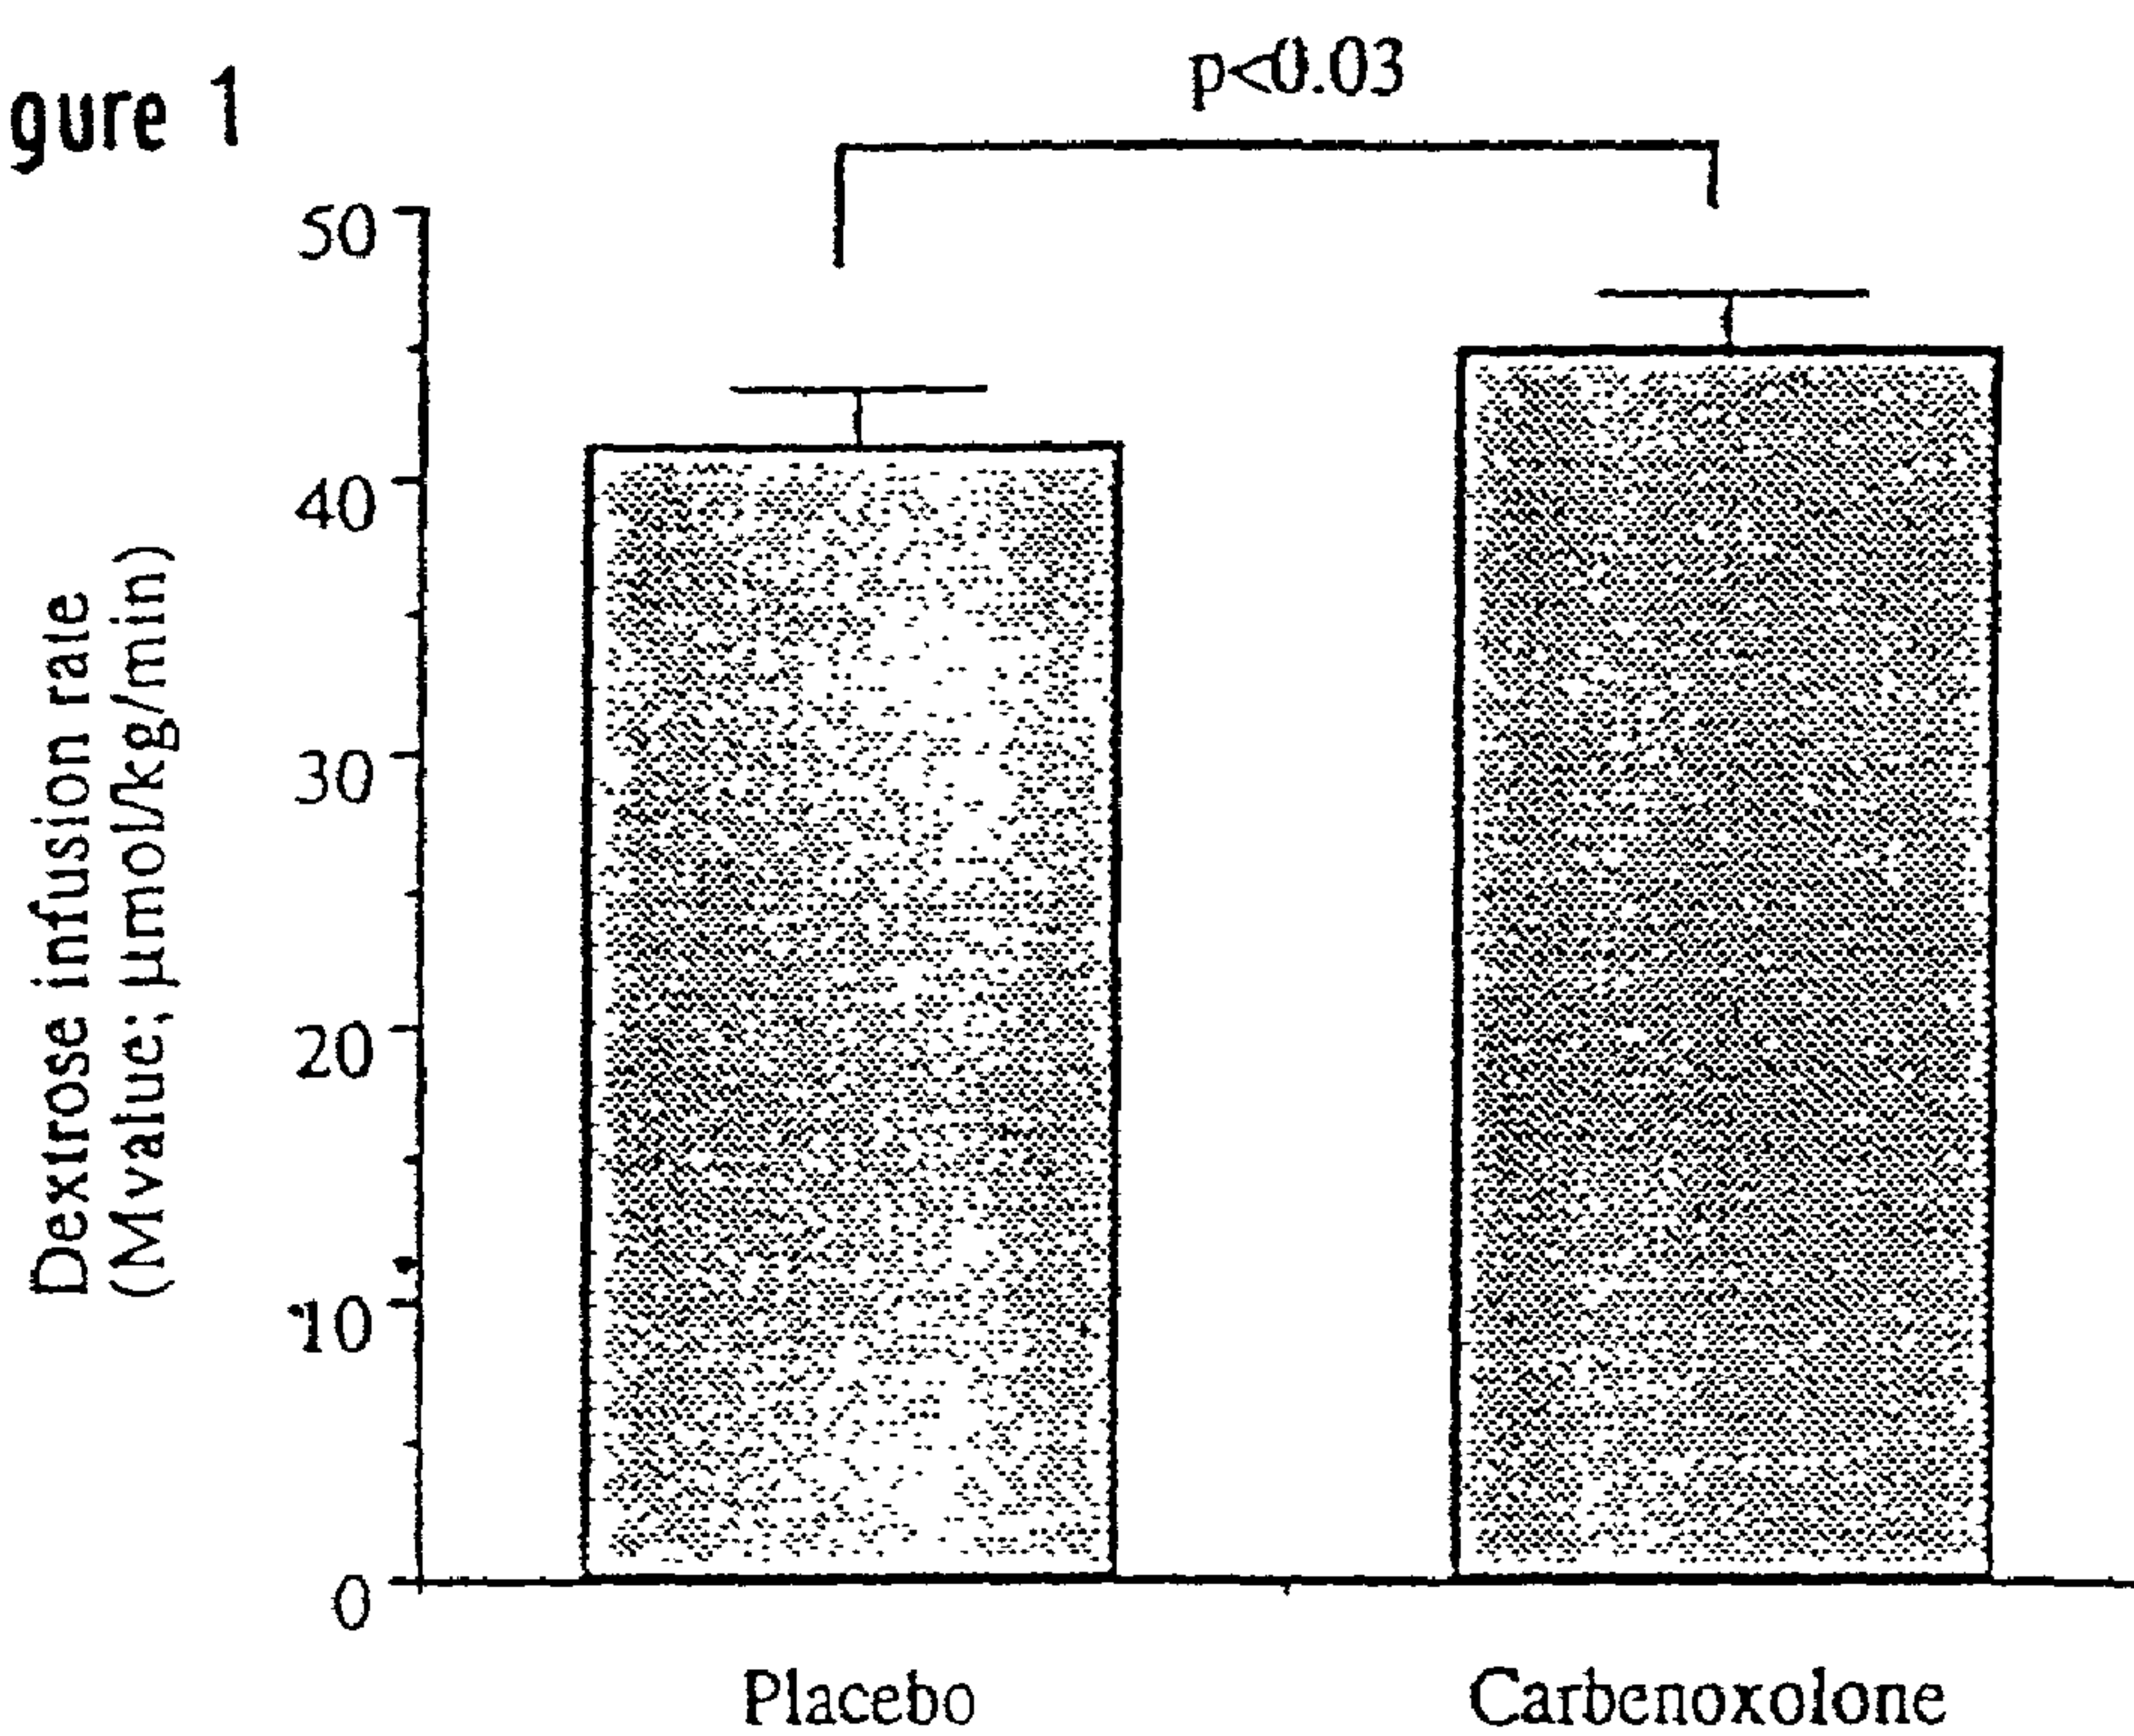 p<0.03
gure 1
50
40
30
20
10
0
Dextrose infusion rate
(Mvalue; µmol/kg/min)
Placebo
Carbenoxolone